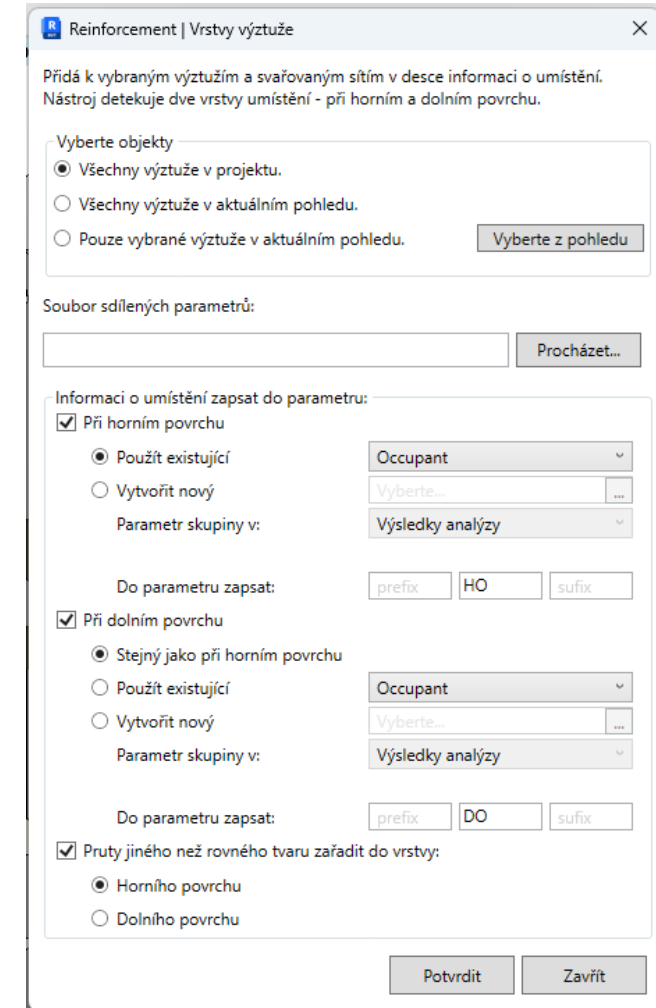 Reinforcement | Vrstvy výztuže
Přidá k vybraným výztužím a svařovaným sítím v desce informaci o umístění.
Nástroj detekuje dvě vrstvy umístění - při horním a dolním povrchu.
Vyberte objekty
Všechny výztuže v projektu.
Všechny výztuže v aktuálním pohledu.
Pouze vybrané výztuže v aktuálním pohledu. Vyberte z pohledu
Soubor sdílených parametrů:
Procházet...
Informaci o umístění zapsat do parametru:
Při horním povrchu
Použít existující Occupant
Vytvořit nový Vyberte... ...
Parametr skupiny v: Výsledky analýzy
Do parametru zapsat: prefix HO sufix
Při dolním povrchu
Stejný jako při horním povrchu
Použít existující Occupant
Vytvořit nový Vyberte... ...
Parametr skupiny v: Výsledky analýzy
Do parametru zapsat: prefix DO sufix
Pruty jiného než rovného tvaru zařadit do vrstvy:
Horního povrchu
Dolního povrchu
Potvrdit Zavřít